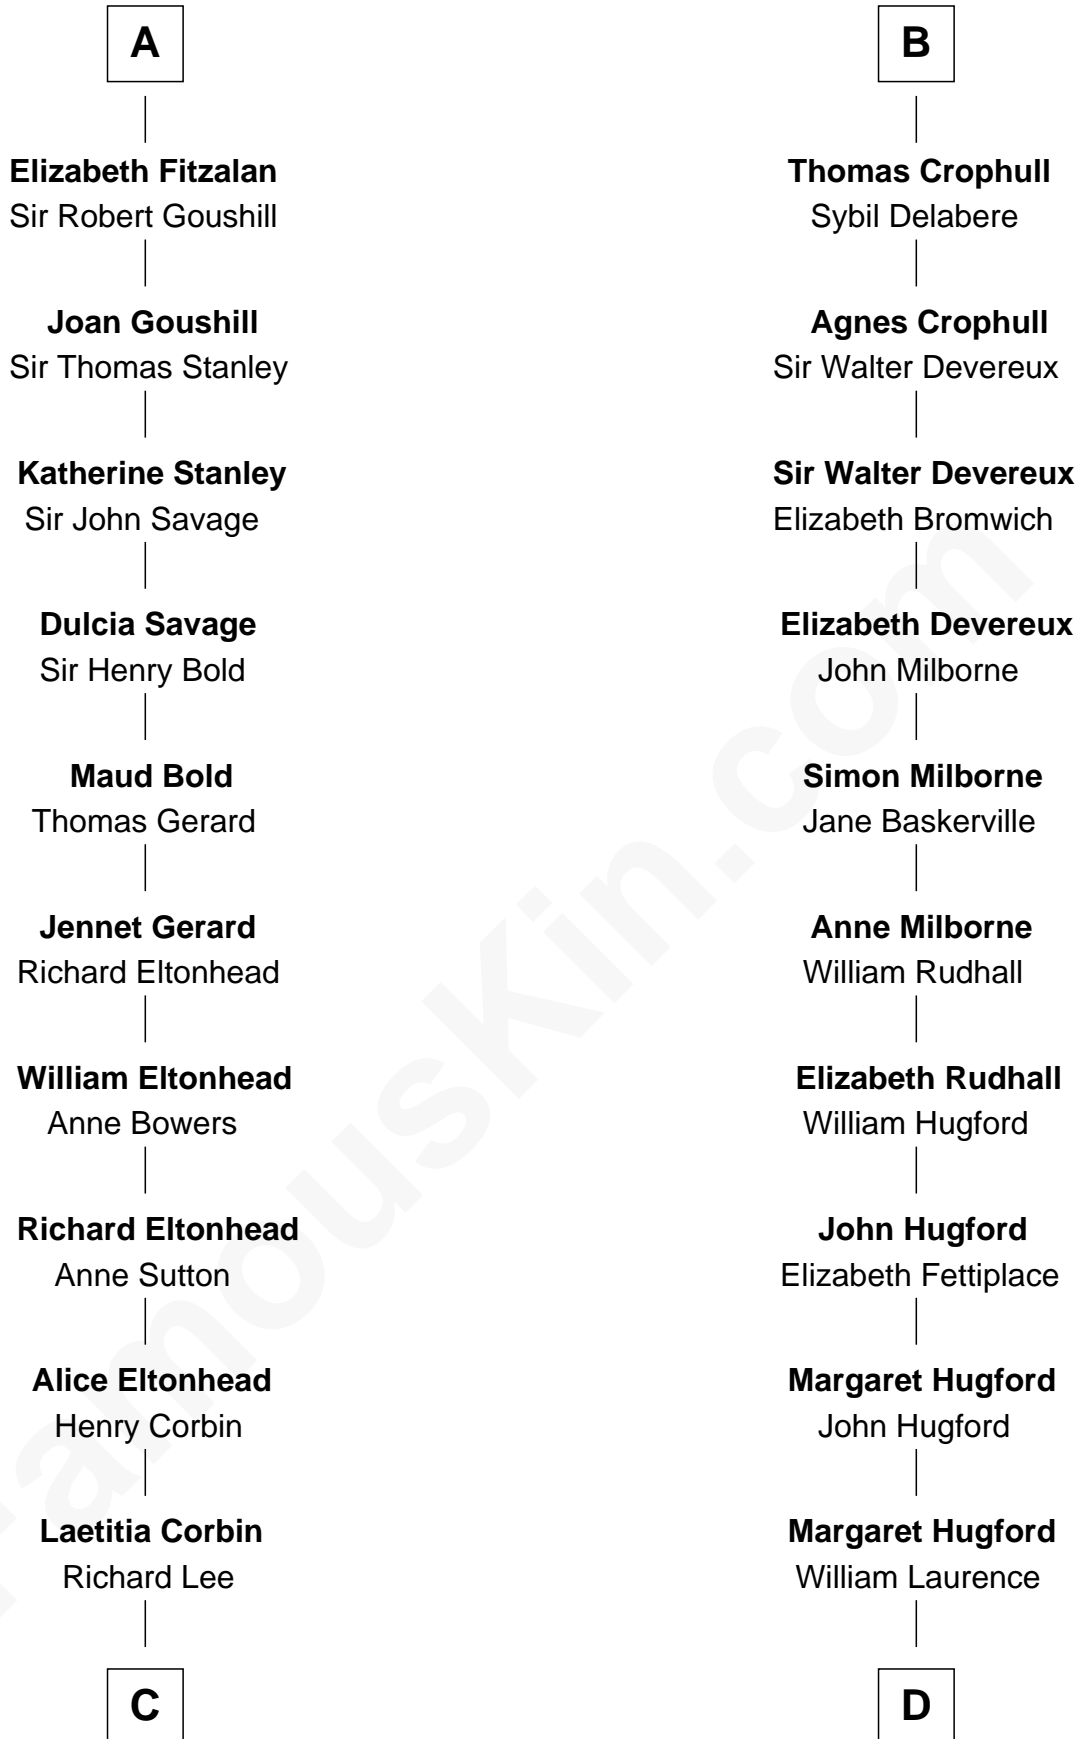 A
Elizabeth Fitzalan
Sir Robert Goushill
Joan Goushill
Sir Thomas Stanley
Katherine Stanley
Sir John Savage
Dulcia Savage
Sir Henry Bold
Maud Bold
Thomas Gerard
Jennet Gerard
Richard Eltonhead
William Eltonhead
Anne Bowers
Richard Eltonhead
Anne Sutton
Alice Eltonhead
Henry Corbin
Laetitia Corbin
Richard Lee
C
B
Thomas Crophull
Sybil Delabere
Agnes Crophull
Sir Walter Devereux
Sir Walter Devereux
Elizabeth Bromwich
Elizabeth Devereux
John Milborne
Simon Milborne
Jane Baskerville
Anne Milborne
William Rudhall
Elizabeth Rudhall
William Hugford
John Hugford
Elizabeth Fettiplace
Margaret Hugford
John Hugford
Margaret Hugford
William Laurence
D
FamousKin.com